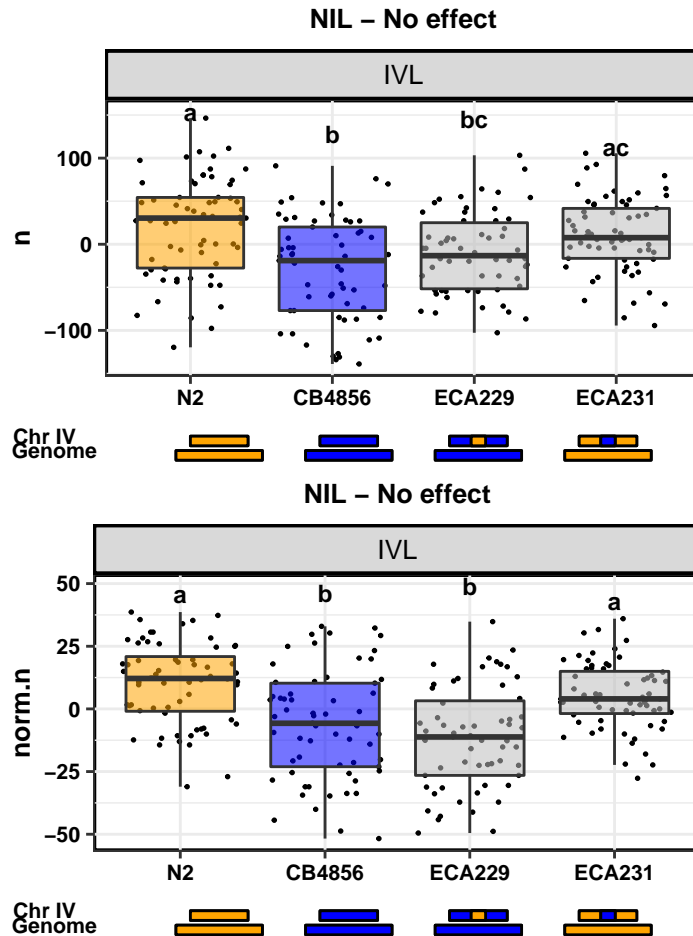 NIL – No effect
IVL
a
b
bc
ac
100
0
−100
n
N2 CB4856 ECA229 ECA231
Chr IV
Genome
NIL – No effect
IVL
50
a
b
b
a
25
0
−25
−50
norm.n
N2 CB4856 ECA229 ECA231
Chr IV
Genome